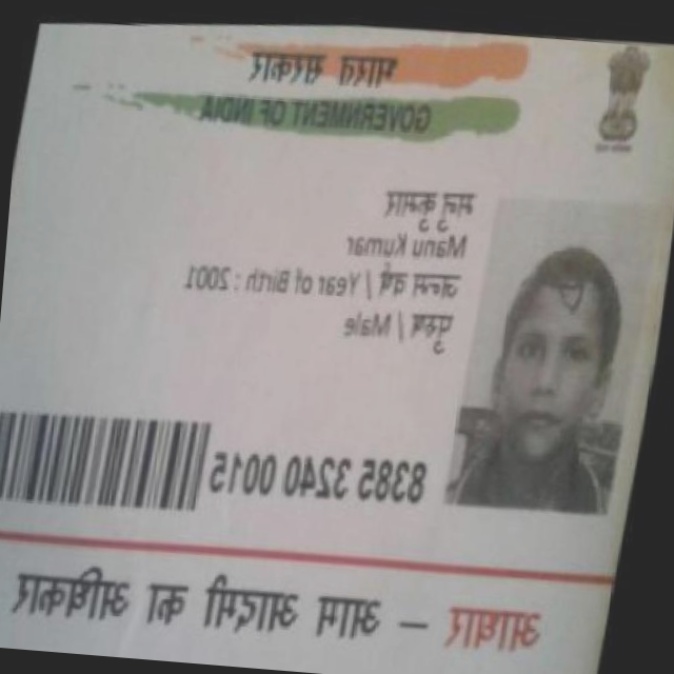 भारत सरकार
GOVERNMENT OF INDIA
मनु कुमार
Manu Kumar
जन्म वर्ष / Year of Birth : 2001
पुरुष / Male
8385 3240 0015
आधार – आम आदमी का अधिकार